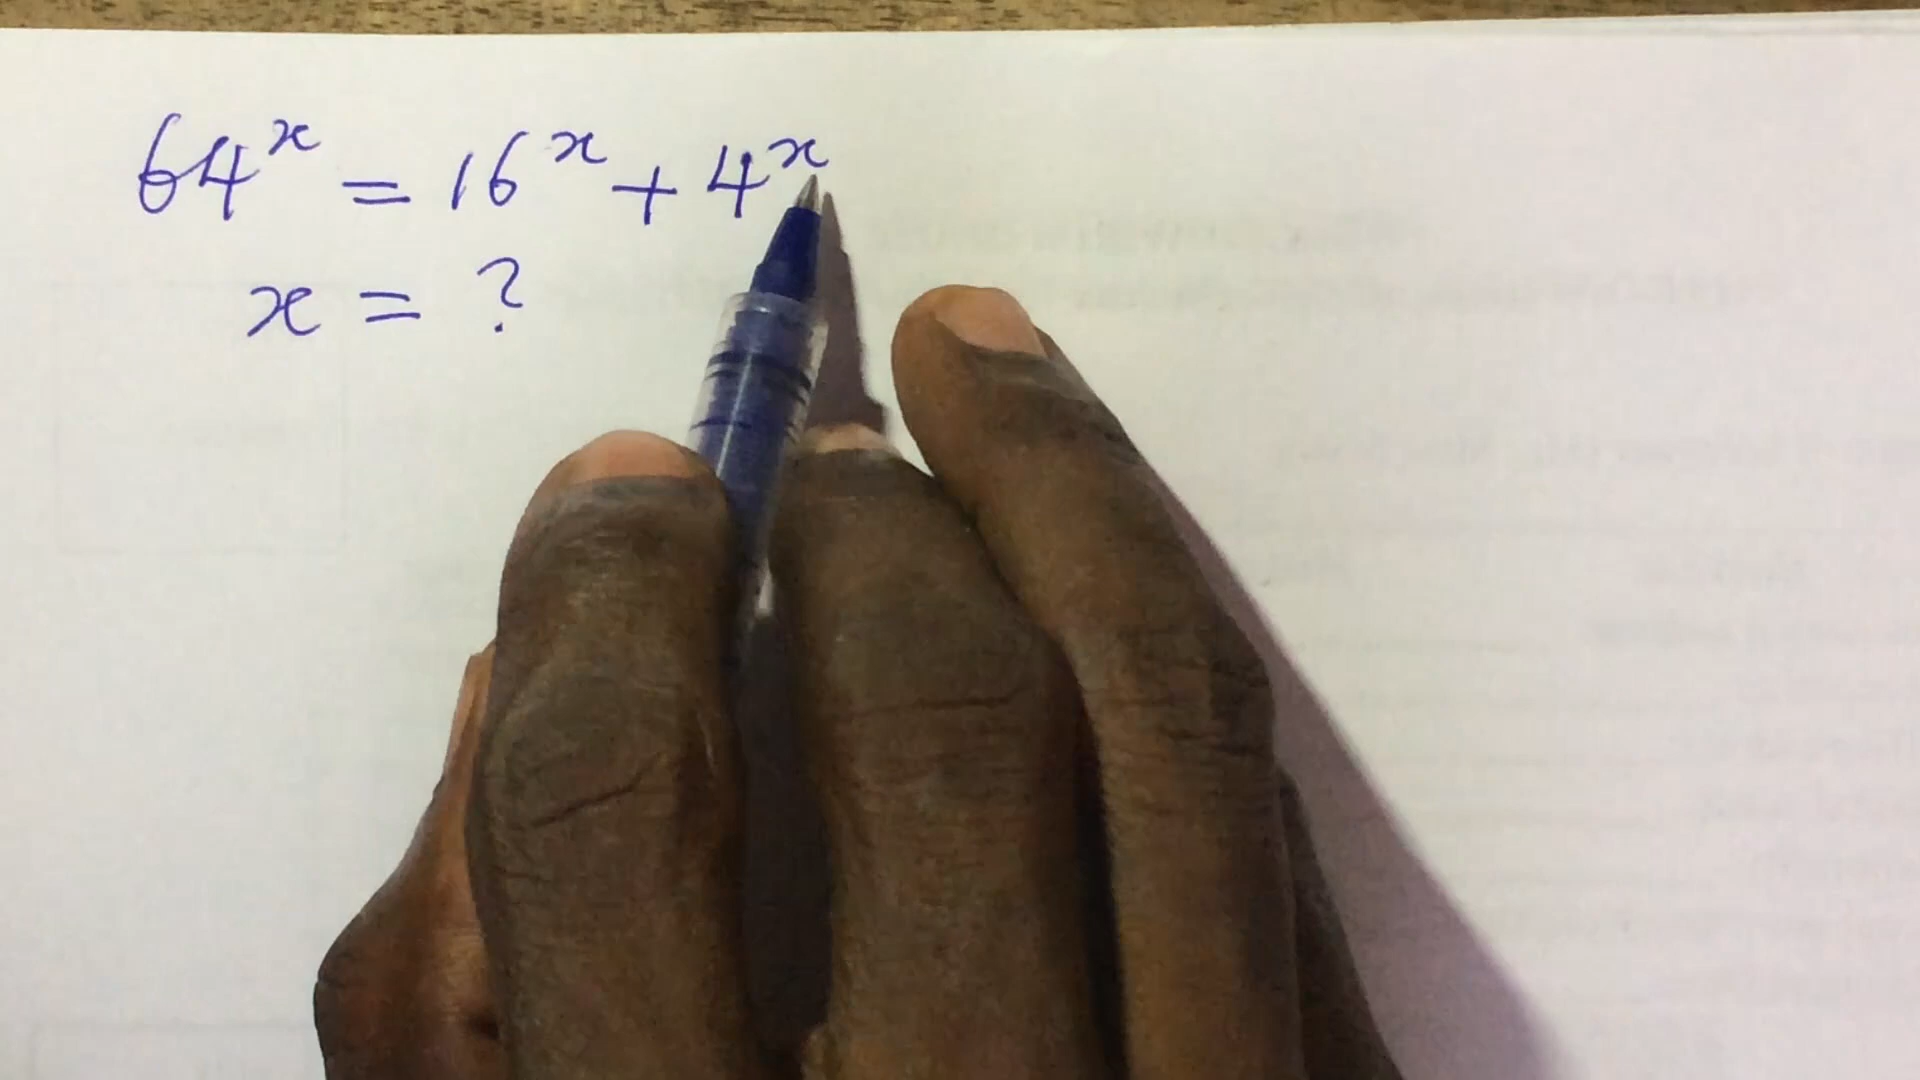 64^x = 16^x + 4^x
x = ?